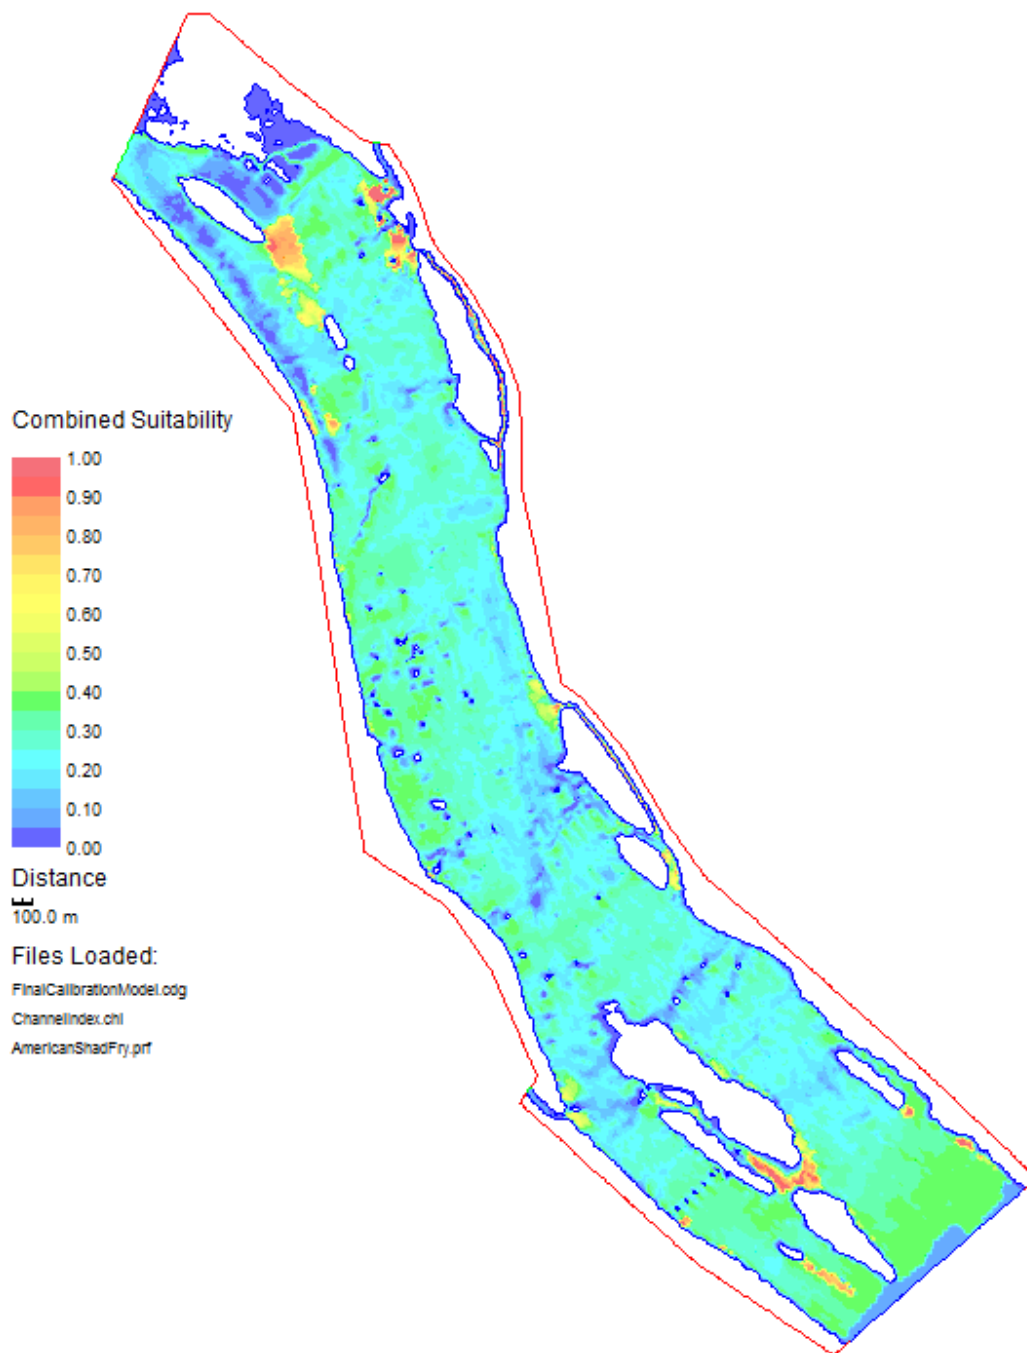 Combined Suitability
1.00
0.90
0.80
0.70
0.60
0.50
0.40
0.30
0.20
0.10
0.00
Distance
100.0 m
Files Loaded:
FinalCalibrationModel.cdg
ChannelIndex.chi
AmericanShadFry.prf